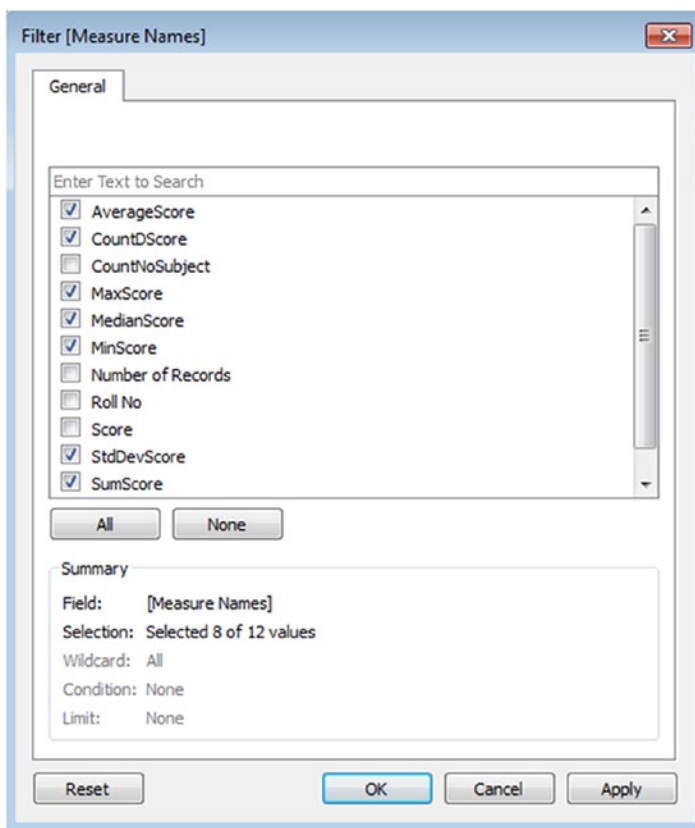 Filter [Measure Names]
General
Enter Text to Search
AverageScore
CountDScore
CountNoSubject
MaxScore
MedianScore
MinScore
Number of Records
Roll No
Score
StdDevScore
SumScore
All None
Summary
Field: [Measure Names]
Selection: Selected 8 of 12 values
Wildcard: All
Condition: None
Limit: None
Reset OK Cancel Apply